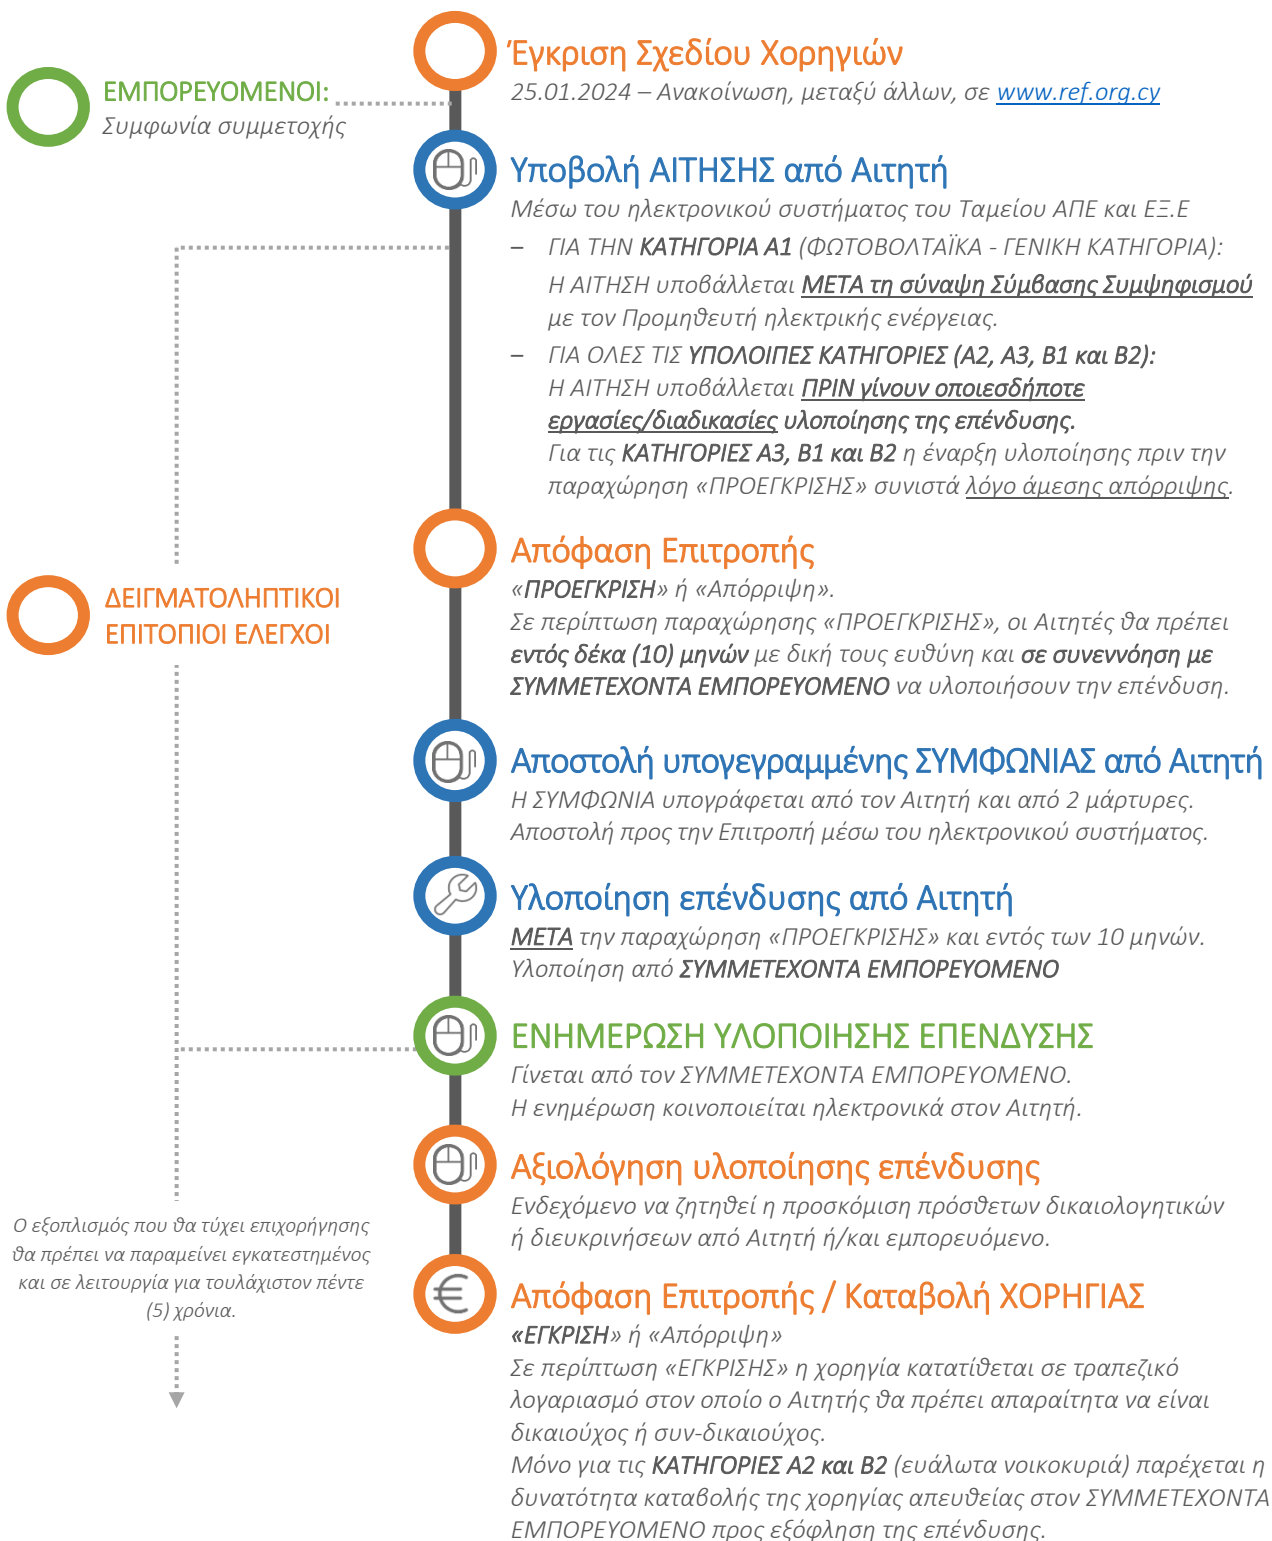 Έγκριση Σχεδίου Χορηγιών
25.01.2024 – Ανακοίνωση, μεταξύ άλλων, σε www.ref.org.cy
ΕΜΠΟΡΕΥΟΜΕΝΟΙ:
Συμφωνία συμμετοχής
Υποβολή ΑΙΤΗΣΗΣ από Αιτητή
Μέσω του ηλεκτρονικού συστήματος του Ταμείου ΑΠΕ και ΕΞ.Ε
– ΓΙΑ ΤΗΝ ΚΑΤΗΓΟΡΙΑ Α1 (ΦΩΤΟΒΟΛΤΑΪΚΑ - ΓΕΝΙΚΗ ΚΑΤΗΓΟΡΙΑ):
Η ΑΙΤΗΣΗ υποβάλλεται ΜΕΤΑ τη σύναψη Σύμβασης Συμψηφισμού
με τον Προμηθευτή ηλεκτρικής ενέργειας.
– ΓΙΑ ΟΛΕΣ ΤΙΣ ΥΠΟΛΟΙΠΕΣ ΚΑΤΗΓΟΡΙΕΣ (Α2, Α3, Β1 και Β2):
Η ΑΙΤΗΣΗ υποβάλλεται ΠΡΙΝ γίνουν οποιεσδήποτε
εργασίες/διαδικασίες υλοποίησης της επένδυσης.
Για τις ΚΑΤΗΓΟΡΙΕΣ Α3, Β1 και Β2 η έναρξη υλοποίησης πριν την
παραχώρηση «ΠΡΟΕΓΚΡΙΣΗΣ» συνιστά λόγο άμεσης απόρριψης.
Απόφαση Επιτροπής
«ΠΡΟΕΓΚΡΙΣΗ» ή «Απόρριψη».
Σε περίπτωση παραχώρησης «ΠΡΟΕΓΚΡΙΣΗΣ», οι Αιτητές θα πρέπει
εντός δέκα (10) μηνών με δική τους ευθύνη και σε συνεννόηση με
ΣΥΜΜΕΤΕΧΟΝΤΑ ΕΜΠΟΡΕΥΟΜΕΝΟ να υλοποιήσουν την επένδυση.
ΔΕΙΓΜΑΤΟΛΗΠΤΙΚΟΙ
ΕΠΙΤΟΠΙΟΙ ΕΛΕΓΧΟΙ
Αποστολή υπογεγραμμένης ΣΥΜΦΩΝΙΑΣ από Αιτητή
Η ΣΥΜΦΩΝΙΑ υπογράφεται από τον Αιτητή και από 2 μάρτυρες.
Αποστολή προς την Επιτροπή μέσω του ηλεκτρονικού συστήματος.
Υλοποίηση επένδυσης από Αιτητή
ΜΕΤΑ την παραχώρηση «ΠΡΟΕΓΚΡΙΣΗΣ» και εντός των 10 μηνών.
Υλοποίηση από ΣΥΜΜΕΤΕΧΟΝΤΑ ΕΜΠΟΡΕΥΟΜΕΝΟ
ΕΝΗΜΕΡΩΣΗ ΥΛΟΠΟΙΗΣΗΣ ΕΠΕΝΔΥΣΗΣ
Γίνεται από τον ΣΥΜΜΕΤΕΧΟΝΤΑ ΕΜΠΟΡΕΥΟΜΕΝΟ.
Η ενημέρωση κοινοποιείται ηλεκτρονικά στον Αιτητή.
Αξιολόγηση υλοποίησης επένδυσης
Ενδεχόμενο να ζητηθεί η προσκόμιση πρόσθετων δικαιολογητικών
ή διευκρινήσεων από Αιτητή ή/και εμπορευόμενο.
Ο εξοπλισμός που θα τύχει επιχορήγησης
θα πρέπει να παραμείνει εγκατεστημένος
και σε λειτουργία για τουλάχιστον πέντε
(5) χρόνια.
€
Απόφαση Επιτροπής / Καταβολή ΧΟΡΗΓΙΑΣ
«ΕΓΚΡΙΣΗ» ή «Απόρριψη»
Σε περίπτωση «ΕΓΚΡΙΣΗΣ» η χορηγία κατατίθεται σε τραπεζικό
λογαριασμό στον οποίο ο Αιτητής θα πρέπει απαραίτητα να είναι
δικαιούχος ή συν-δικαιούχος.
Μόνο για τις ΚΑΤΗΓΟΡΙΕΣ Α2 και Β2 (ευάλωτα νοικοκυριά) παρέχεται η
δυνατότητα καταβολής της χορηγίας απευθείας στον ΣΥΜΜΕΤΕΧΟΝΤΑ
ΕΜΠΟΡΕΥΟΜΕΝΟ προς εξόφληση της επένδυσης.